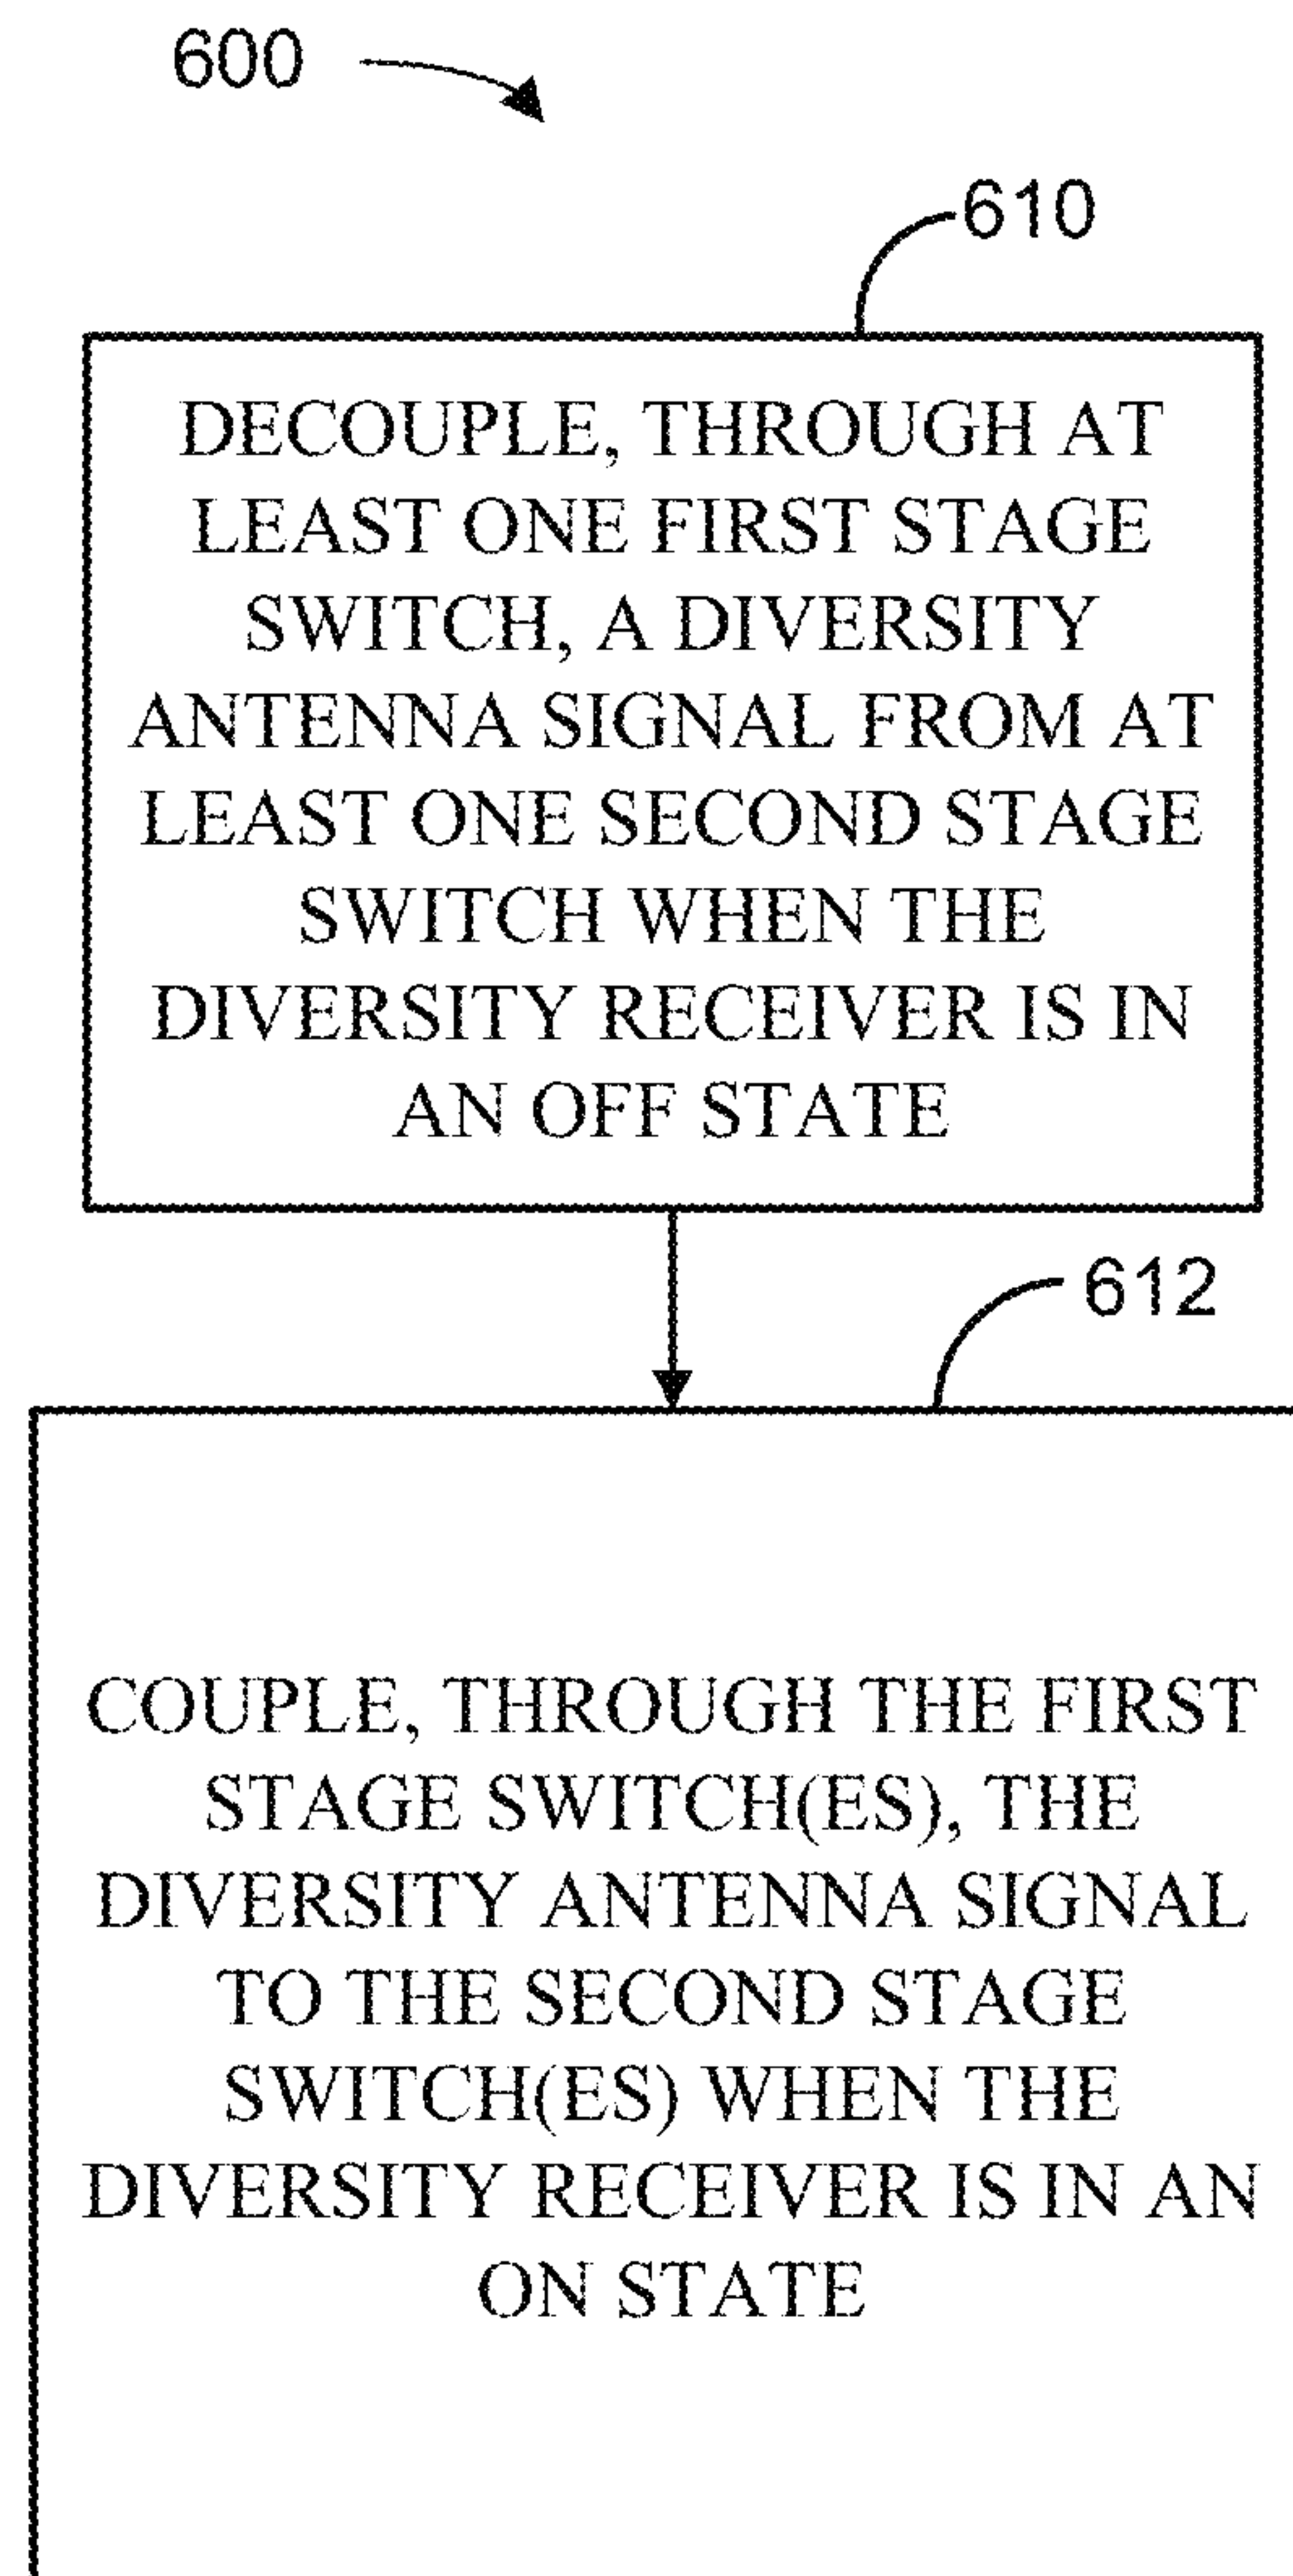 600
610
DECOUPLE, THROUGH AT
LEAST ONE FIRST STAGE
SWITCH, A DIVERSITY
ANTENNA SIGNAL FROM AT
LEAST ONE SECOND STAGE
SWITCH WHEN THE
DIVERSITY RECEIVER IS IN
AN OFF STATE
612
COUPLE, THROUGH THE FIRST
STAGE SWITCH(ES), THE
DIVERSITY ANTENNA SIGNAL
TO THE SECOND STAGE
SWITCH(ES) WHEN THE
DIVERSITY RECEIVER IS IN AN
ON STATE